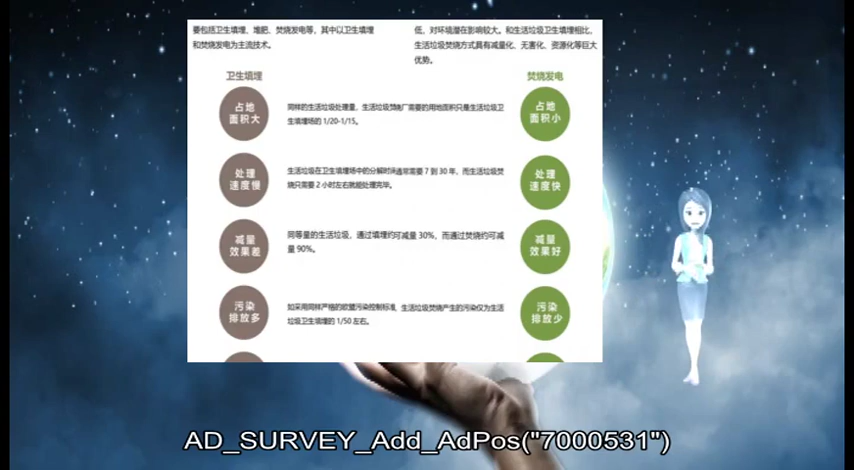 要包括卫生填埋、堆肥、焚烧发电等，其中以卫生填埋
和焚烧发电为主流技术。
低，对环境潜在影响较大。和生活垃圾卫生填埋相比，
生活垃圾焚烧方式具有减量化、无害化、资源化等巨大
优势。
卫生填埋
焚烧发电
占地
面积大
同样的生活垃圾处理量，生活垃圾焚烧厂需要的用地面积只是生活垃圾卫
生填埋场的 1/20-1/15。
占地
面积小
处理
速度慢
生活垃圾在卫生填埋场中的分解时间通常需要 7 到 30 年，而生活垃圾焚
烧只需要 2 小时左右就能处理完毕。
处理
速度快
减量
效果差
同等量的生活垃圾，通过填埋约可减量 30%，而通过焚烧约可减
量 90%。
减量
效果好
污染
排放多
如采用同样严格的欧盟污染控制标准，生活垃圾焚烧产生的污染仅为生活
垃圾卫生填埋的 1/50 左右。
污染
排放少
AD_SURVEY_Add_AdPos("7000531")